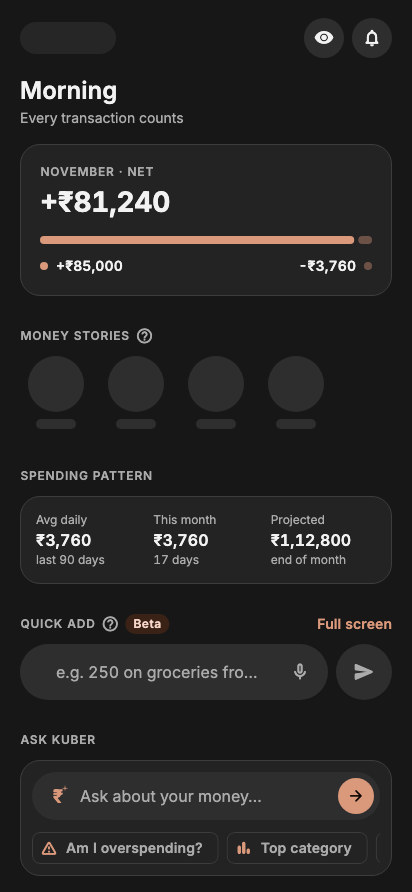 Morning
Every transaction counts
NOVEMBER · NET
+₹81,240
+₹85,000 -₹3,760
MONEY STORIES
SPENDING PATTERN
Avg daily This month Projected
₹3,760 ₹3,760 ₹1,12,800
last 90 days 17 days end of month
QUICK ADD Beta Full screen
e.g. 250 on groceries fro...
ASK KUBER
₹ Ask about your money...
Am I overspending? Top category